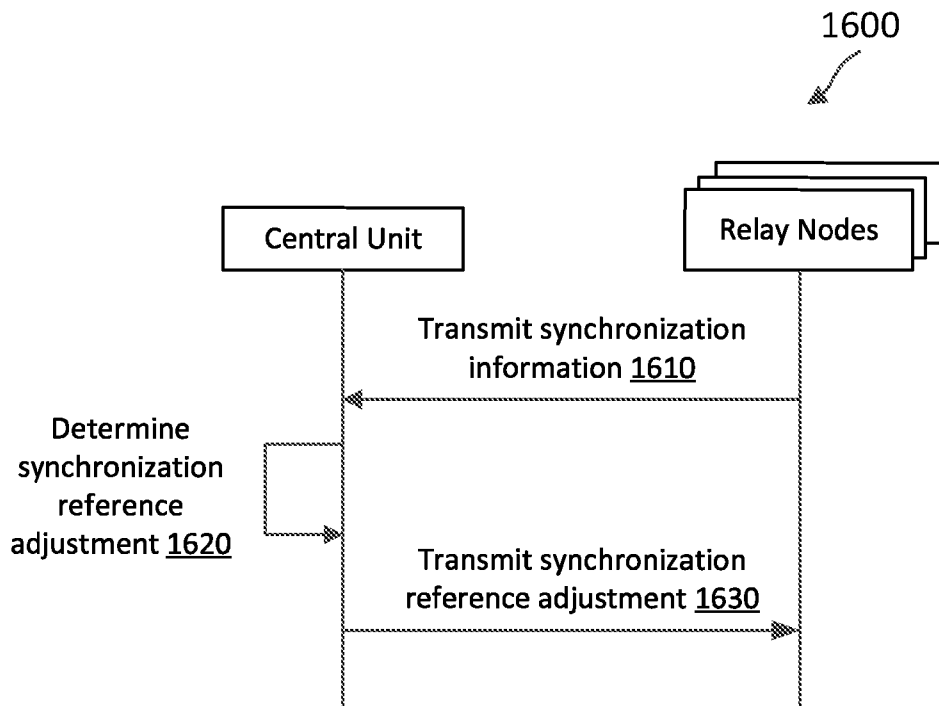 1600
Central Unit
Relay Nodes
Transmit synchronization
information 1610
Determine
synchronization
reference
adjustment 1620
Transmit synchronization
reference adjustment 1630